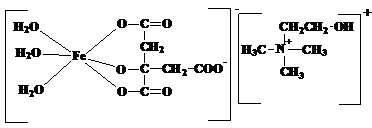 H₂O O—C=O
CH₂
H₂O Fe O—C—CH₂—COO⁻
H₂O O—C=O
−
CH₂CH₂-OH
H₃C—N⁺—CH₃
CH₃
+